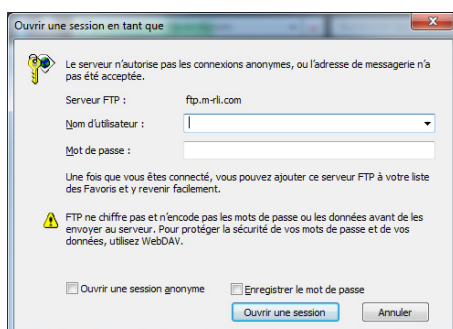 Ouvrir une session en tant que
Le serveur n'autorise pas les connexions anonymes, ou l'adresse de messagerie n'a
pas été acceptée.
Serveur FTP : ftp.m-rli.com
Nom d'utilisateur :
Mot de passe :
Une fois que vous êtes connecté, vous pouvez ajouter ce serveur FTP à votre liste
des Favoris et y revenir facilement.
FTP ne chiffre pas et n'encode pas les mots de passe ou les données avant de les
envoyer au serveur. Pour protéger la sécurité de vos mots de passe et de vos
données, utilisez WebDAV.
Ouvrir une session anonyme Enregistrer le mot de passe
Ouvrir une session Annuler